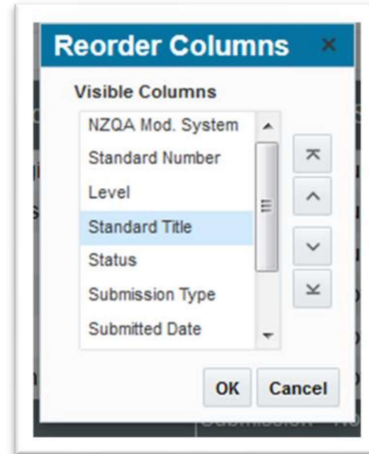 Reorder Columns
Visible Columns
NZQA Mod. System
Standard Number
Level
Standard Title
Status
Submission Type
Submitted Date
OK Cancel